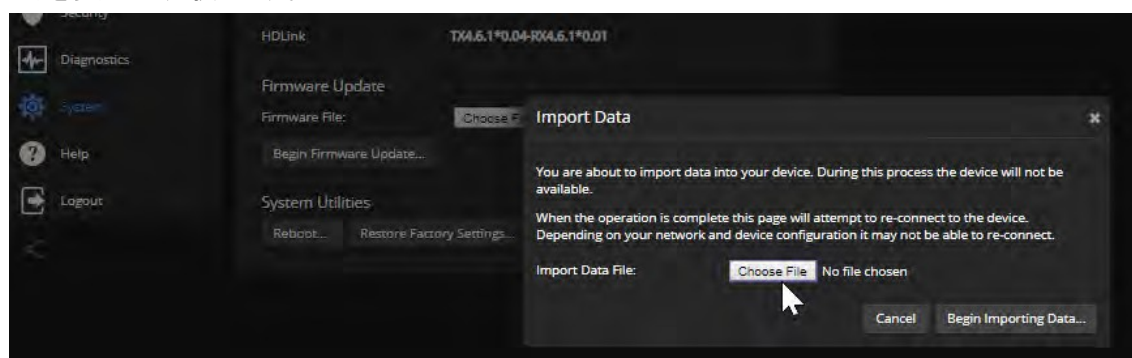 Security
HDLink TX4.6.1*0.04-RX4.6.1*0.01
Diagnostics
Firmware Update
System
Firmware File: Choose F
Import Data
Help
Begin Firmware Update...
You are about to import data into your device. During this process the device will not be
available.
Logout
System Utilities
When the operation is complete this page will attempt to re-connect to the device.
Depending on your network and device configuration it may not be able to re-connect.
Reboot... Restore Factory Settings...
Import Data File: Choose File No file chosen
Cancel Begin Importing Data...